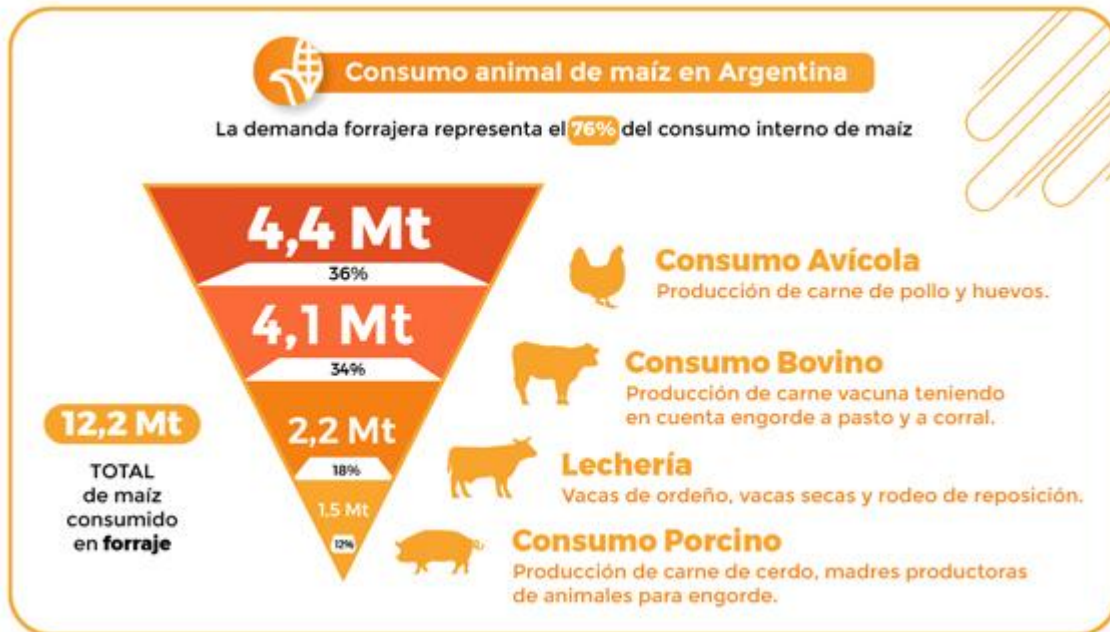 Consumo animal de maíz en Argentina
La demanda forrajera representa el 76% del consumo interno de maíz
4,4 Mt
36%
Consumo Avícola
Producción de carne de pollo y huevos.
4,1 Mt
34%
Consumo Bovino
Producción de carne vacuna teniendo
en cuenta engorde a pasto y a corral.
12,2 Mt
TOTAL
de maíz
consumido
en forraje
2,2 Mt
18%
Lechería
Vacas de ordeño, vacas secas y rodeo de reposición.
1,5 Mt
12%
Consumo Porcino
Producción de carne de cerdo, madres productoras
de animales para engorde.